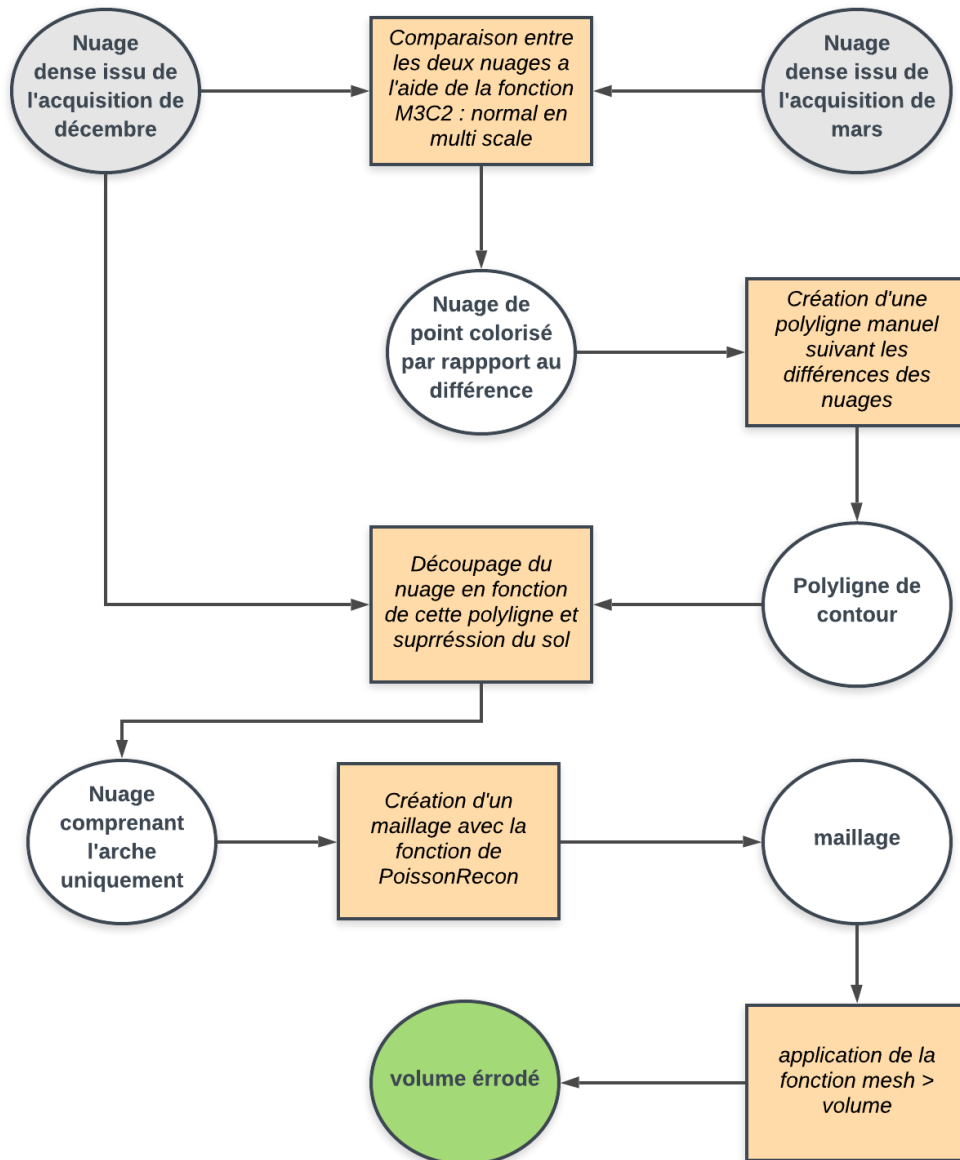 Nuage
dense issu de
l'acquisition de
décembre
Comparaison entre
les deux nuages a
l'aide de la fonction
M3C2 : normal en
multi scale
Nuage
dense issu de
l'acquisition de
mars
Nuage de
point colorisé
par rappport au
différence
Création d'une
polyligne manuel
suivant les
différences des
nuages
Découpage du
nuage en fonction
de cette polyligne et
suprréssion du sol
Polyligne de
contour
Nuage
comprenant
l'arche
uniquement
Création d'un
maillage avec la
fonction de
PoissonRecon
maillage
volume érrodé
application de la
fonction mesh >
volume